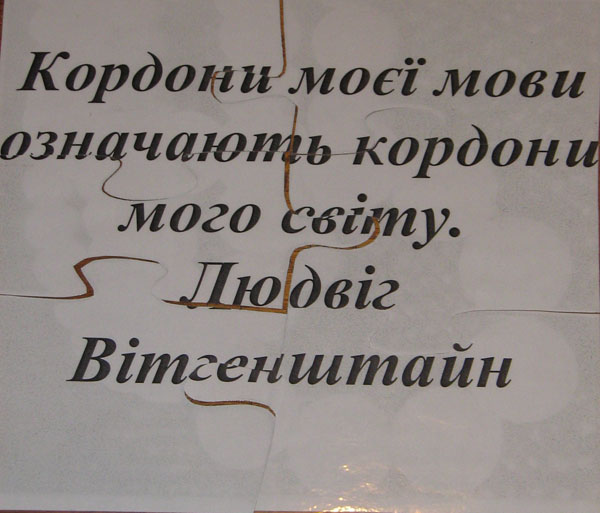 Кордони моєї мови
означають кордони
мого світу.
Людвіг
Вітгенштайн